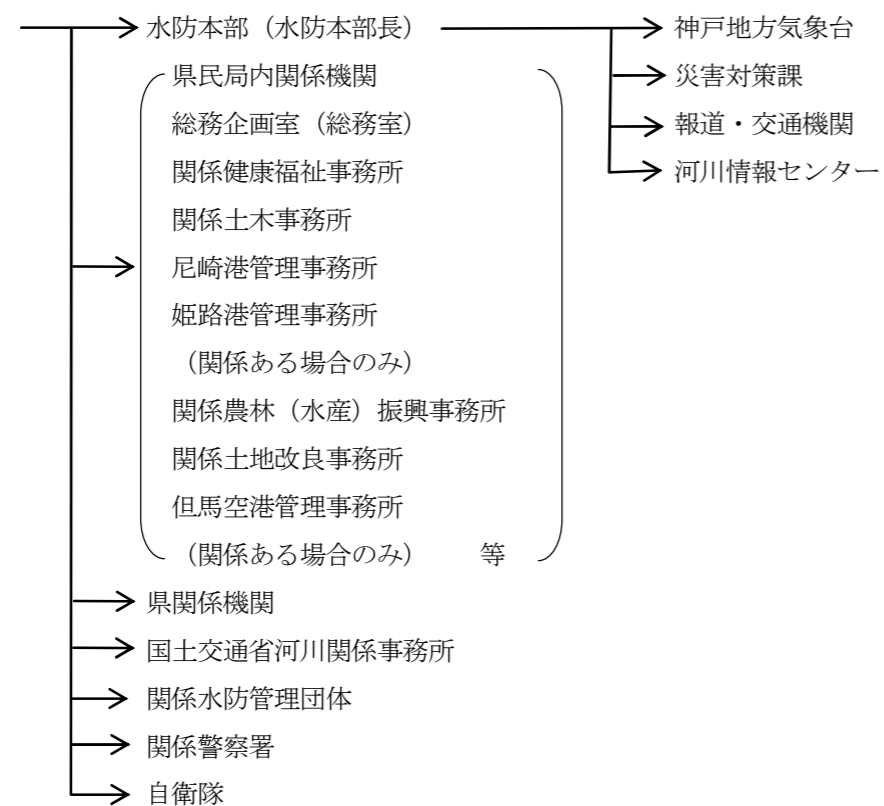 水防本部（水防本部長）
神戸地方気象台
災害対策課
報道・交通機関
河川情報センター
県民局内関係機関
総務企画室（総務室）
関係健康福祉事務所
関係土木事務所
尼崎港管理事務所
姫路港管理事務所
（関係ある場合のみ）
関係農林（水産）振興事務所
関係土地改良事務所
但馬空港管理事務所
（関係ある場合のみ）　　等
県関係機関
国土交通省河川関係事務所
関係水防管理団体
関係警察署
自衛隊